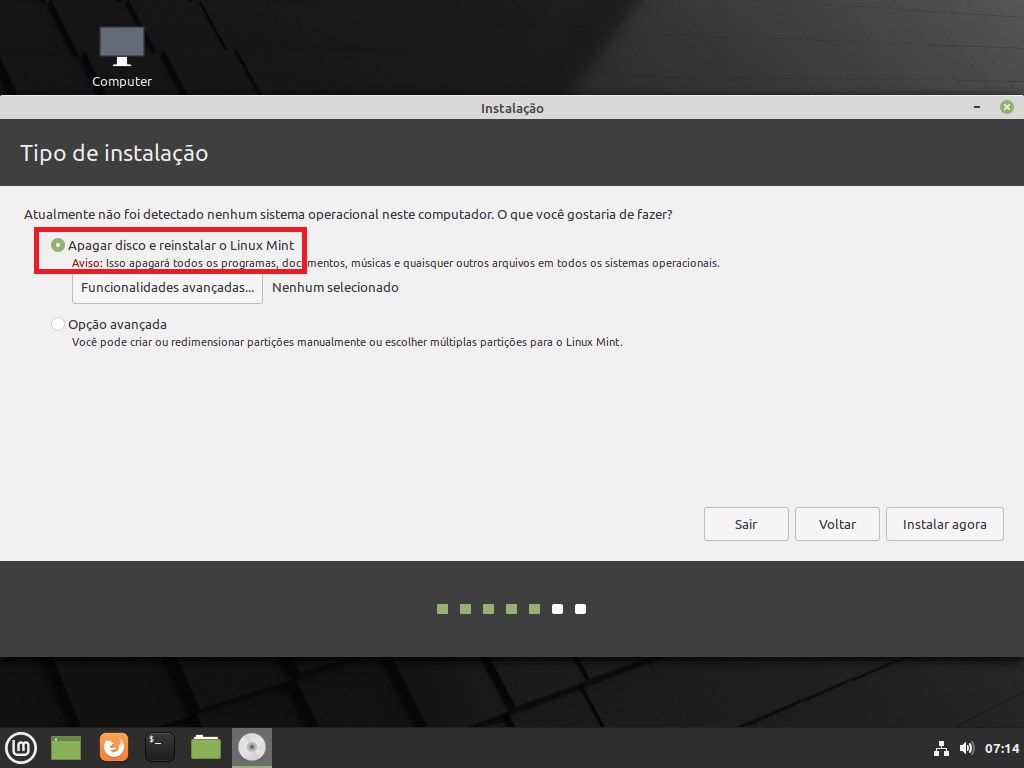 Computer
Instalação
Tipo de instalação
Atualmente não foi detectado nenhum sistema operacional neste computador. O que você gostaria de fazer?
Apagar disco e reinstalar o Linux Mint
Aviso: Isso apagará todos os programas, documentos, músicas e quaisquer outros arquivos em todos os sistemas operacionais.
Funcionalidades avançadas... Nenhum selecionado
Opção avançada
Você pode criar ou redimensionar partições manualmente ou escolher múltiplas partições para o Linux Mint.
Sair Voltar Instalar agora
$_
07:14